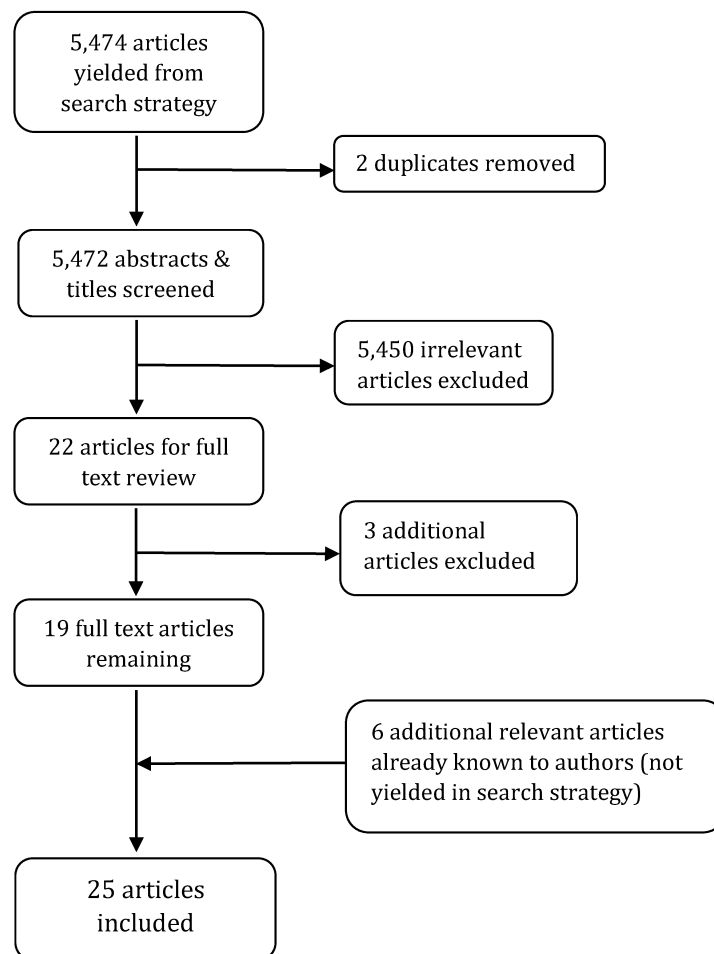 5,474 articles
yielded from
search strategy
2 duplicates removed
5,472 abstracts &
titles screened
5,450 irrelevant
articles excluded
22 articles for full
text review
3 additional
articles excluded
19 full text articles
remaining
6 additional relevant articles
already known to authors (not
yielded in search strategy)
25 articles
included